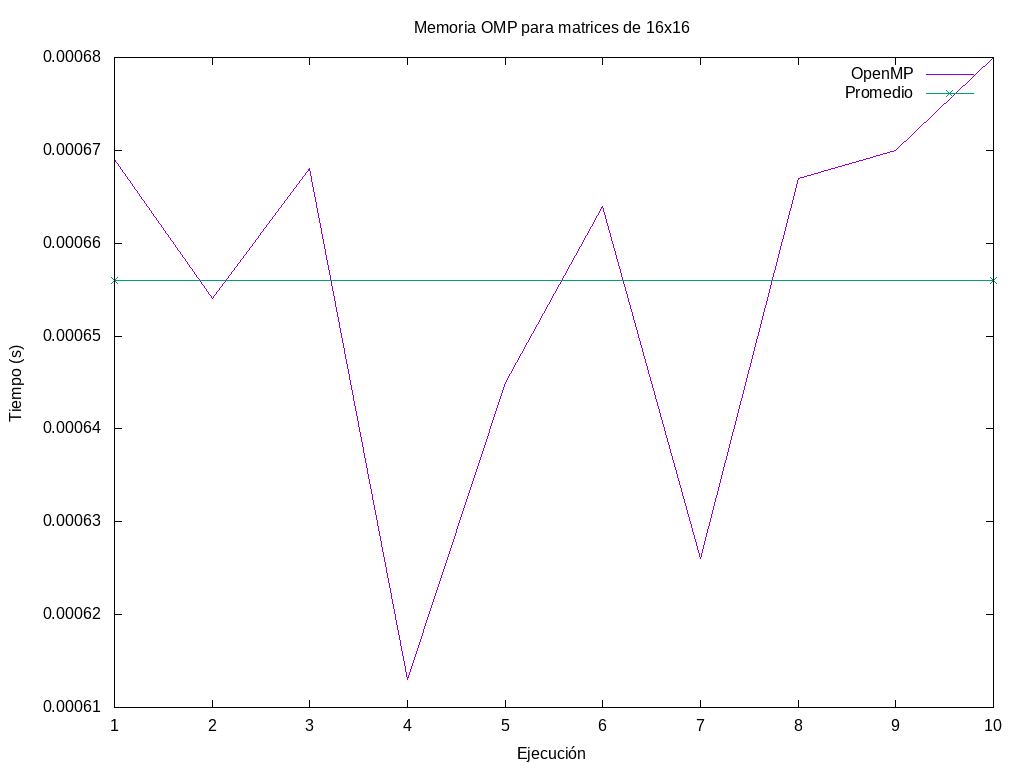 Memoria OMP para matrices de 16x16
OpenMP
Promedio
0.00068
0.00067
0.00066
0.00065
0.00064
0.00063
0.00062
0.00061
Tiempo (s)
1 2 3 4 5 6 7 8 9 10
Ejecución